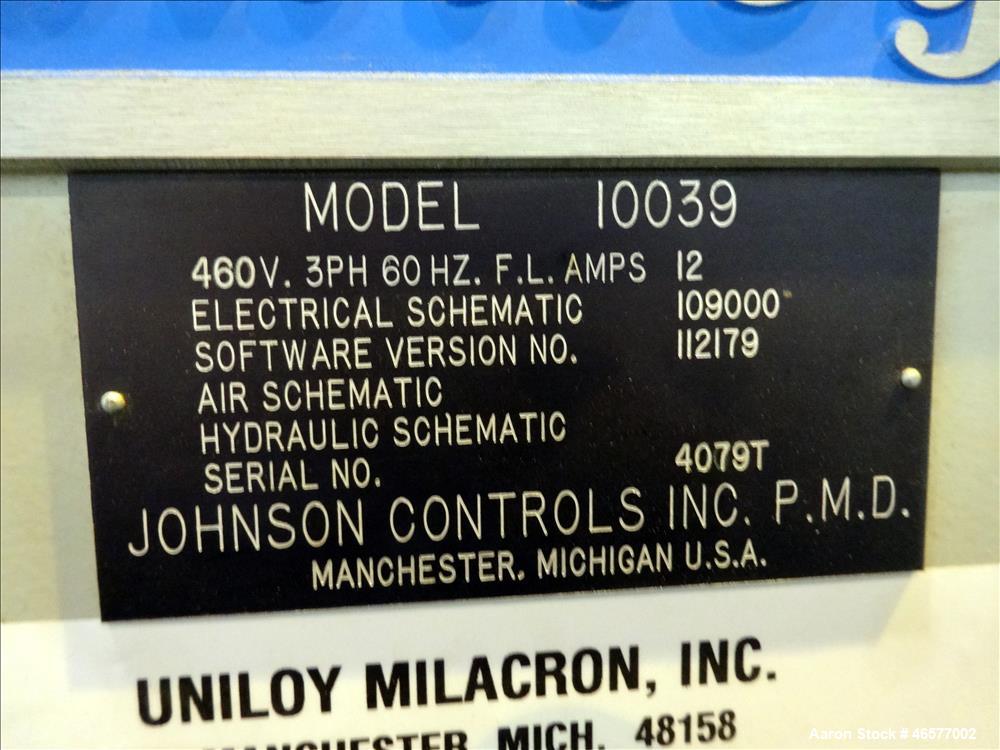 MODEL 10039
460V. 3PH 60 HZ. F.L. AMPS 12
ELECTRICAL SCHEMATIC 109000
SOFTWARE VERSION NO. 112179
AIR SCHEMATIC
HYDRAULIC SCHEMATIC
SERIAL NO. 4079T
JOHNSON CONTROLS INC. P.M.D.
MANCHESTER, MICHIGAN U.S.A.
UNILOY MILACRON, INC.
MANCHESTER MICH. 48158
Aaron Stock # 46577002